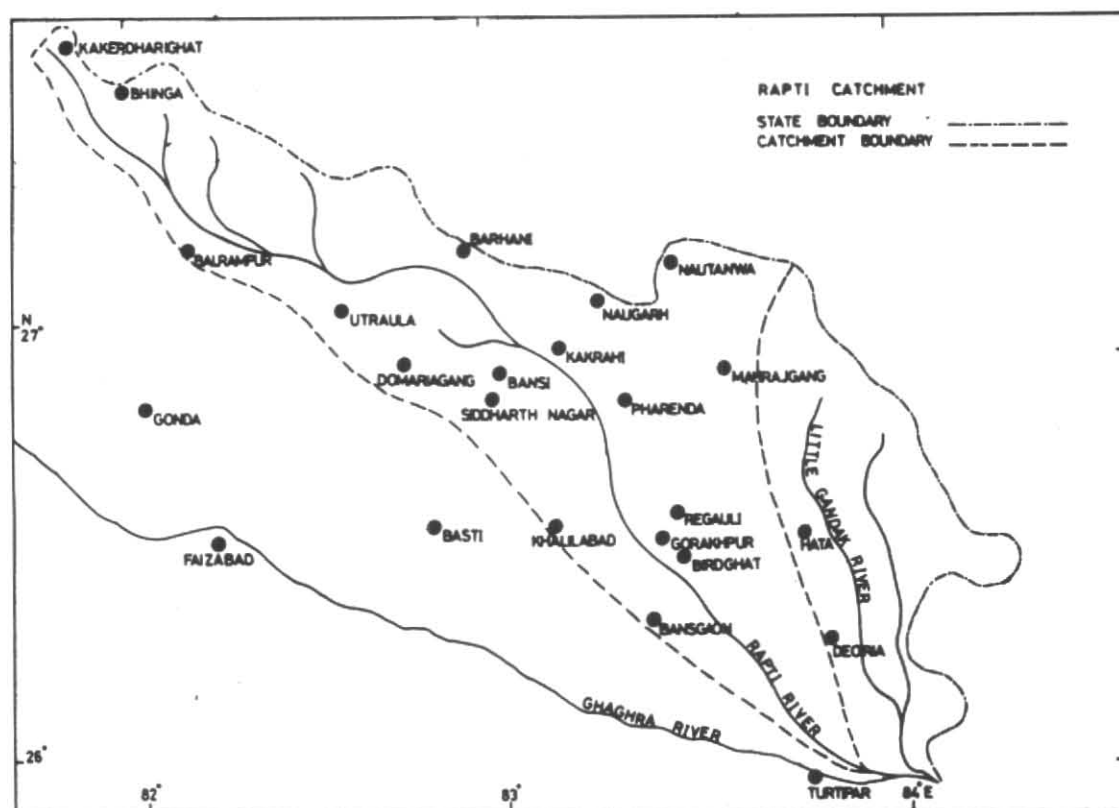 KAKERDHARIGHAT
BHINGA
RAPTI CATCHMENT
STATE BOUNDARY
CATCHMENT BOUNDARY
BARHANI
BALRAMPUR
NAUTANWA
NAUGARH
UTRAULA
N
27°
KAKRAHI
DOMARIAGANG
BANSI
MAHRAJGANG
SIDDHARTH NAGAR
PHARENDA
GONDA
LITTLE GANDAK RIVER
REGAULI
BASTI
KHALILABAD
GORAKHPUR
HATA
FAIZABAD
BIRDGHAT
BANSGAON
DEORIA
RAPTI RIVER
GHAGHRA RIVER
26°
TURTIPAR
82°
83°
84°E